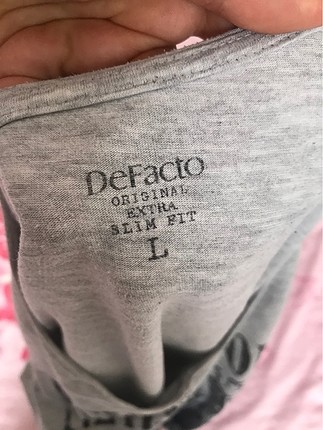 DeFacto
ORIGINAL
EXTRA
SLIM FIT
L